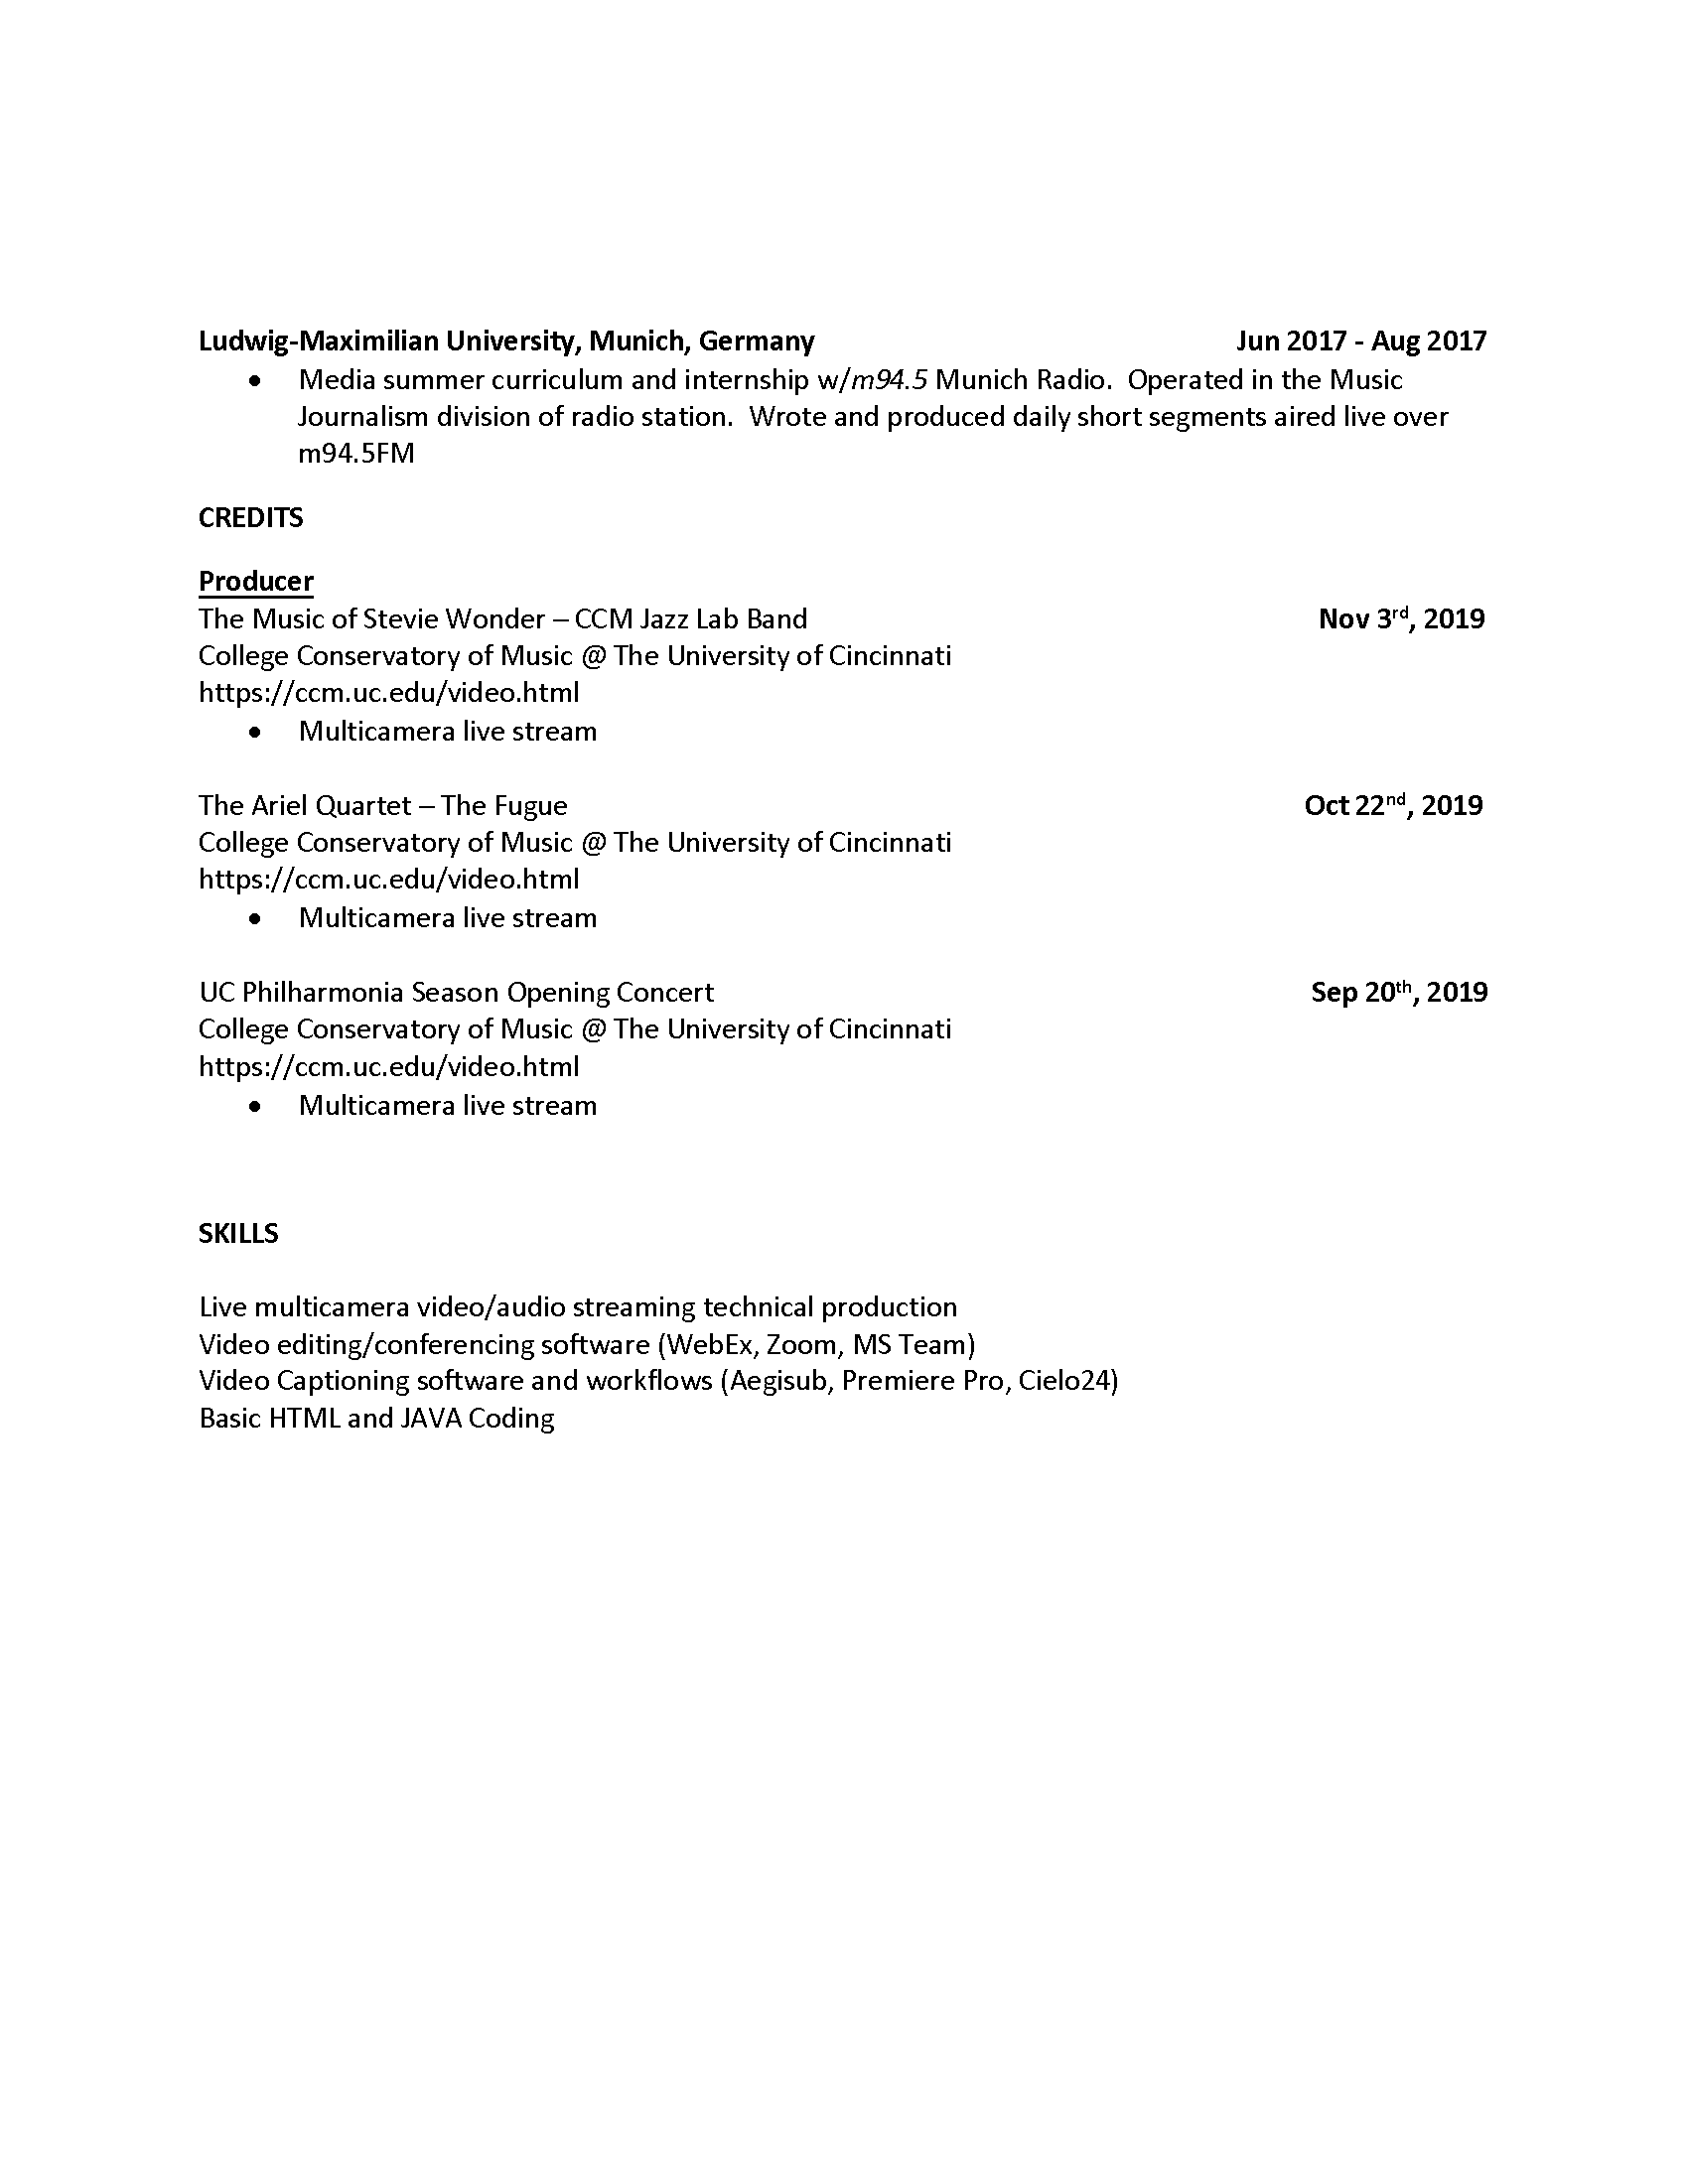 Ludwig-Maximilian University, Munich, Germany Jun 2017 - Aug 2017
• Media summer curriculum and internship w/m94.5 Munich Radio.  Operated in the Music
Journalism division of radio station.  Wrote and produced daily short segments aired live over
m94.5FM
CREDITS
Producer
The Music of Stevie Wonder – CCM Jazz Lab Band Nov 3rd, 2019
College Conservatory of Music @ The University of Cincinnati
https://ccm.uc.edu/video.html
• Multicamera live stream
The Ariel Quartet – The Fugue Oct 22nd, 2019
College Conservatory of Music @ The University of Cincinnati
https://ccm.uc.edu/video.html
• Multicamera live stream
UC Philharmonia Season Opening Concert Sep 20th, 2019
College Conservatory of Music @ The University of Cincinnati
https://ccm.uc.edu/video.html
• Multicamera live stream
SKILLS
Live multicamera video/audio streaming technical production
Video editing/conferencing software (WebEx, Zoom, MS Team)
Video Captioning software and workflows (Aegisub, Premiere Pro, Cielo24)
Basic HTML and JAVA Coding